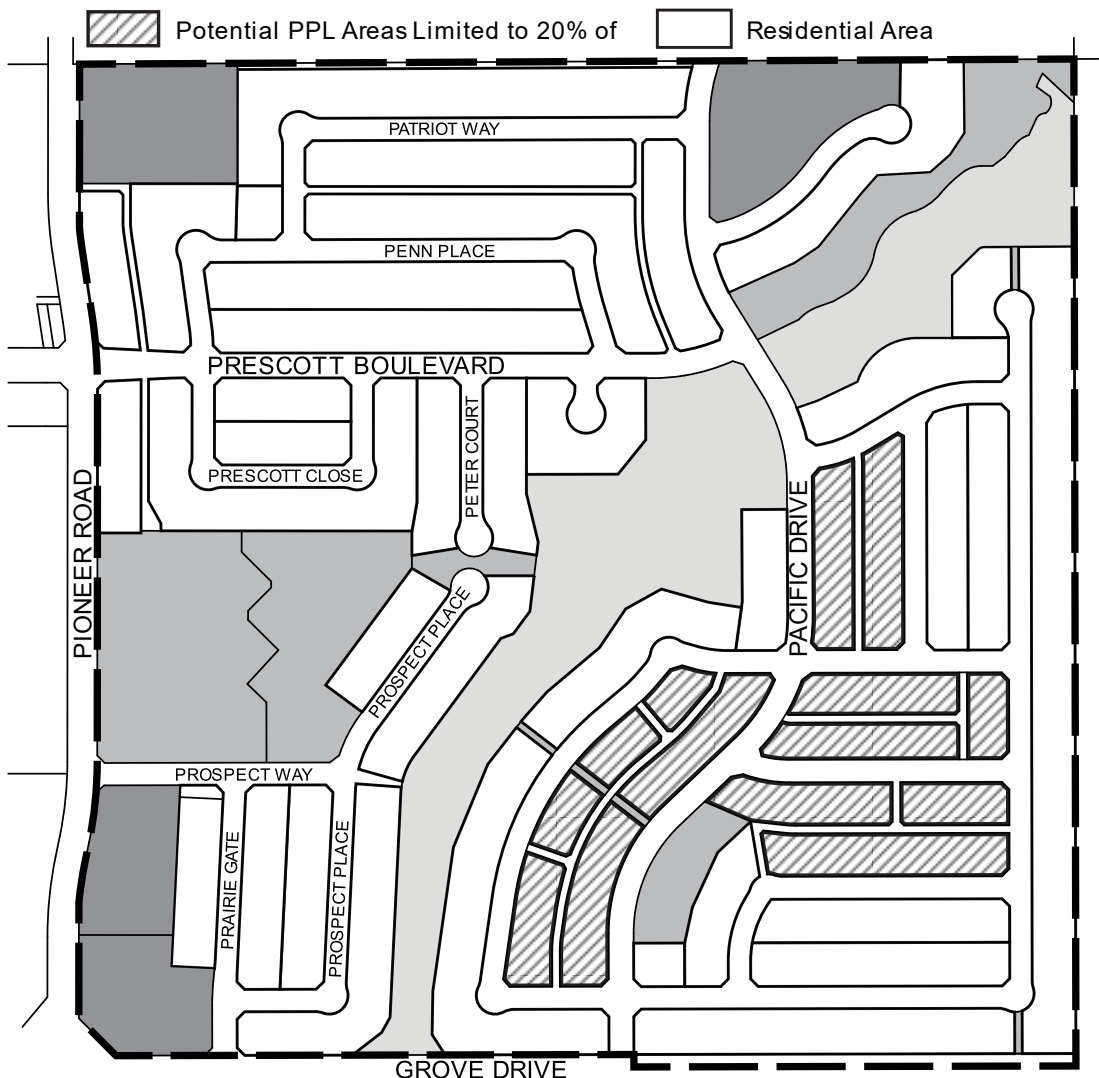 Potential PPL Areas Limited to 20% of
Residential Area
PATRIOT WAY
PENN PLACE
PRESCOTT BOULEVARD
PETER COURT
PRESCOTT CLOSE
PIONEER ROAD
PACIFIC DRIVE
PROSPECT PLACE
PROSPECT WAY
PRAIRIE GATE
PROSPECT PLACE
GROVE DRIVE